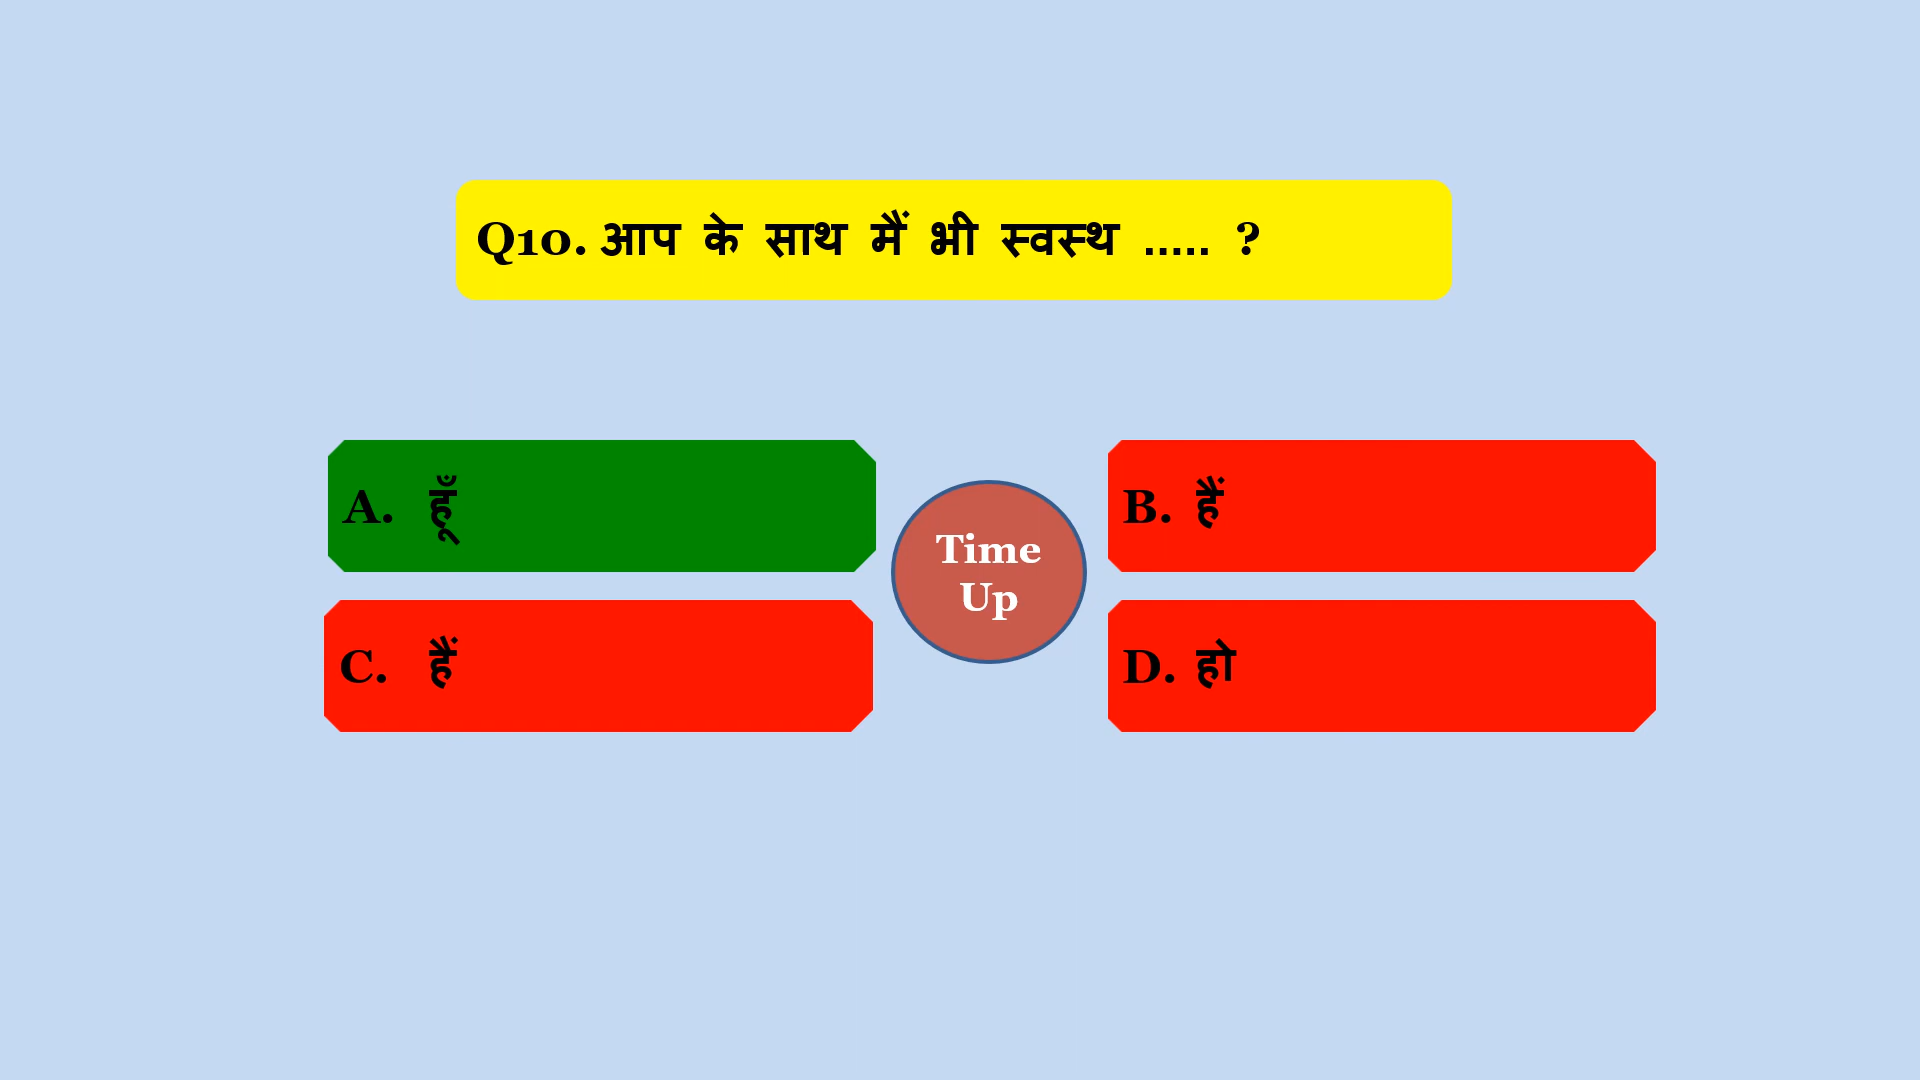 Q10. आप के साथ मैं भी स्वस्थ ..... ?
A. हूँ
B. हैं
Time
Up
C. हैं
D. हो